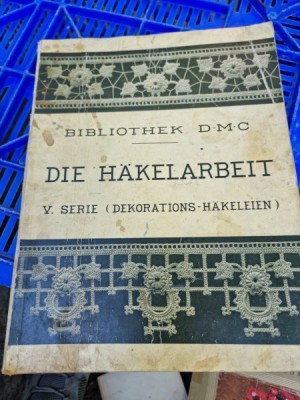 BIBLIOTHEK D·M·C
DIE HÄKELARBEIT
V. SERIE (DEKORATIONS-HÄKELEIEN)